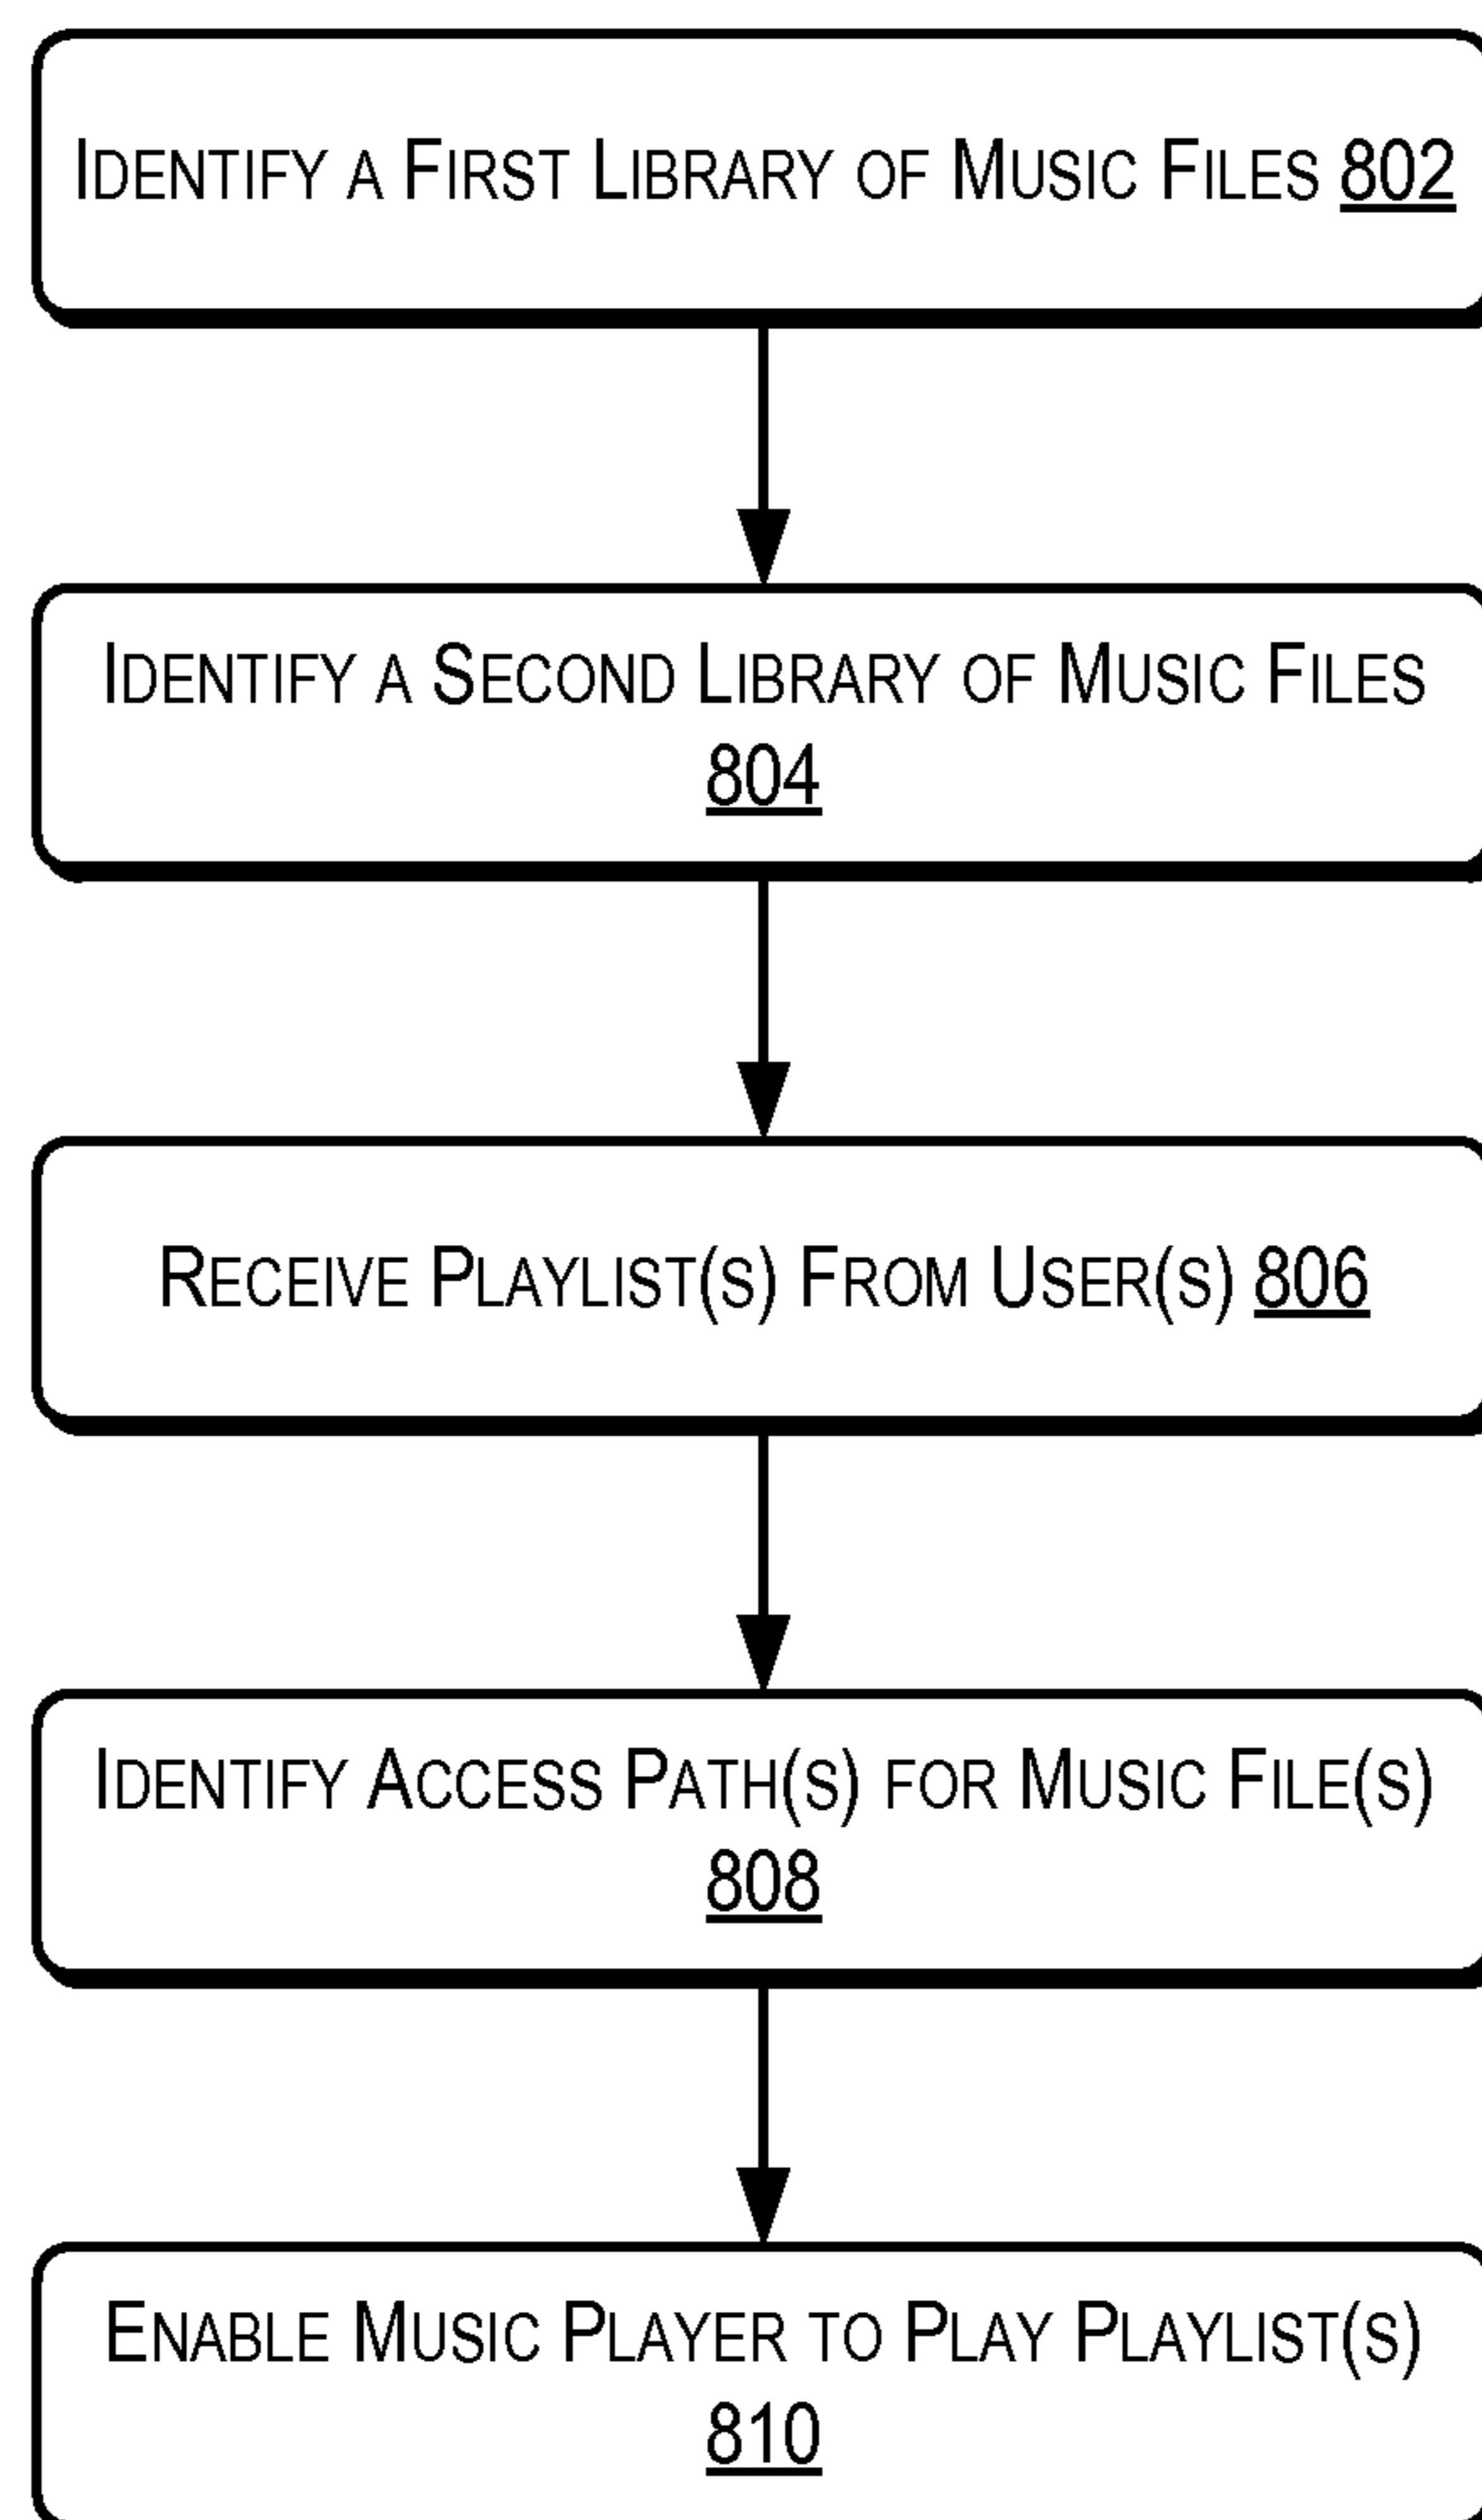 IDENTIFY A FIRST LIBRARY OF MUSIC FILES 802
IDENTIFY A SECOND LIBRARY OF MUSIC FILES
804
RECEIVE PLAYLIST(S) FROM USER(S) 806
IDENTIFY ACCESS PATH(S) FOR MUSIC FILE(S)
808
ENABLE MUSIC PLAYER TO PLAY PLAYLIST(S)
810